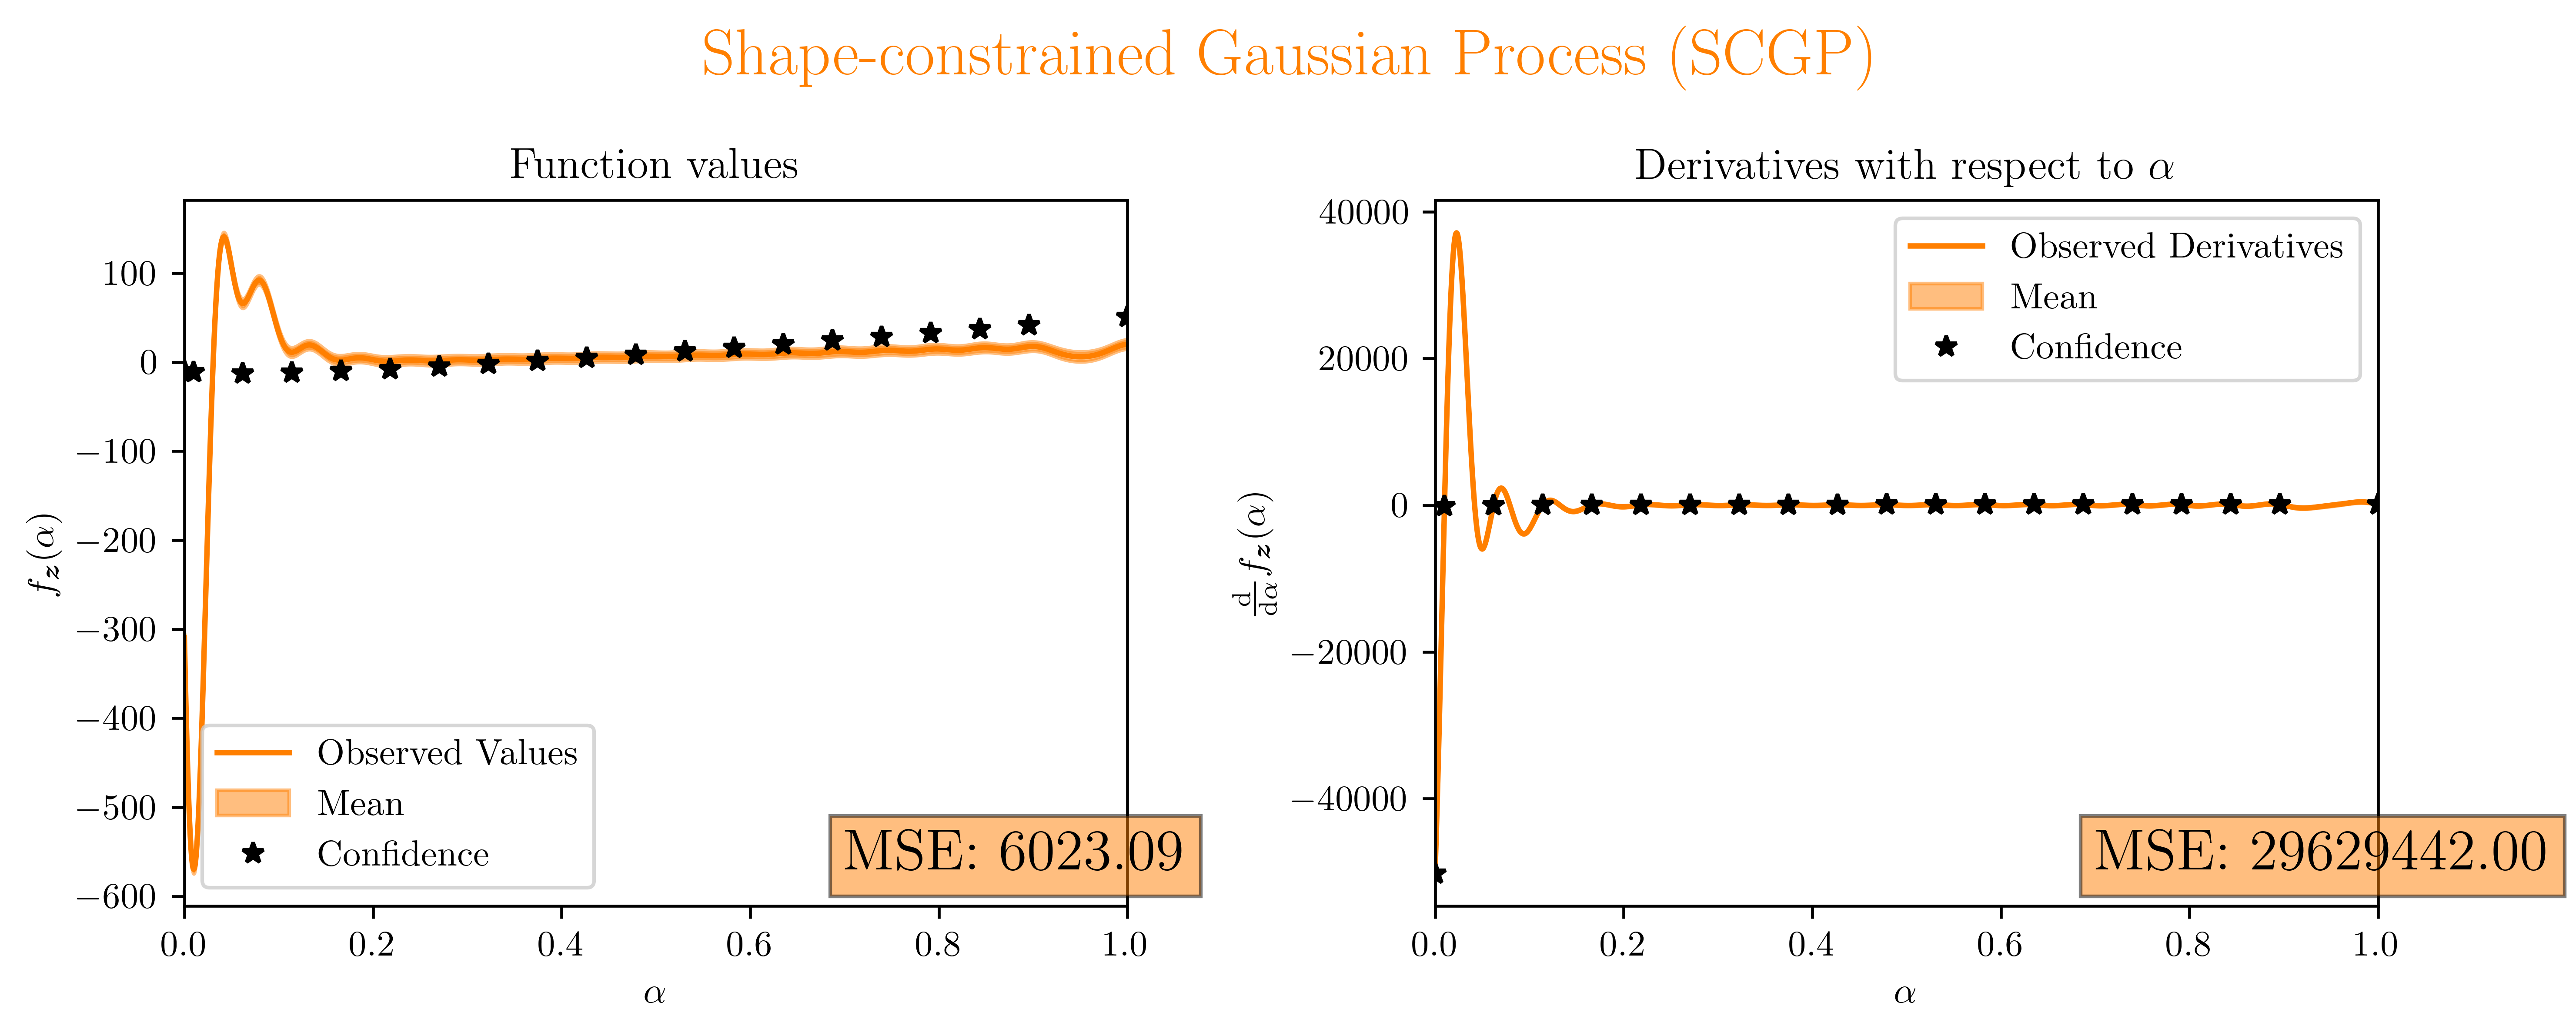 Shape-constrained Gaussian Process (SCGP)
Function values
100
0
−100
−200
−300
−400
−500
−600
f_z(α)
Observed Values
Mean
Confidence
MSE: 6023.09
0.0 0.2 0.4 0.6 0.8 1.0
α
Derivatives with respect to α
40000
20000
0
−20000
−40000
d/dα f_z(α)
Observed Derivatives
Mean
Confidence
MSE: 29629442.00
0.0 0.2 0.4 0.6 0.8 1.0
α